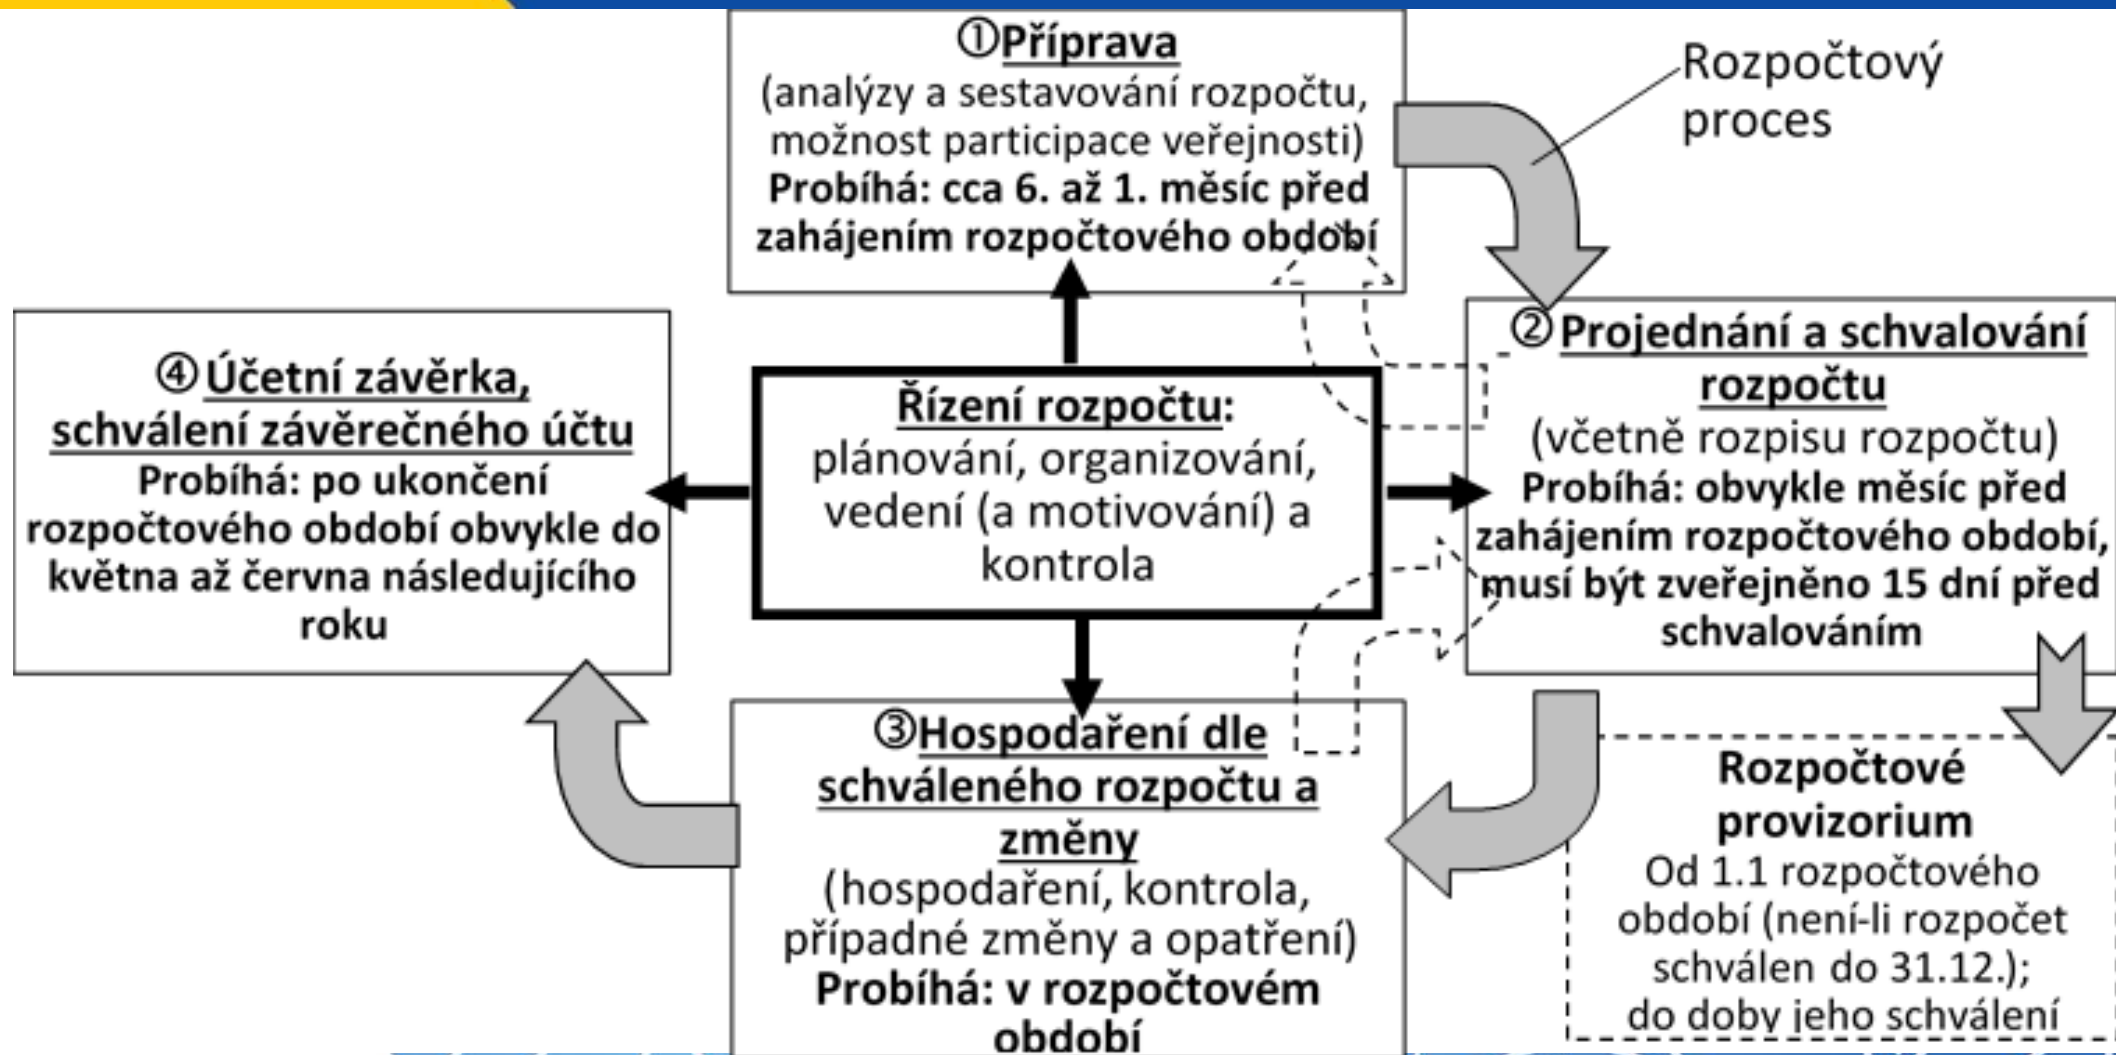 ①Příprava
(analýzy a sestavování rozpočtu,
možnost participace veřejnosti)
Probíhá: cca 6. až 1. měsíc před
zahájením rozpočtového období
Rozpočtový
proces
② Projednání a schvalování
rozpočtu
(včetně rozpisu rozpočtu)
Probíhá: obvykle měsíc před
zahájením rozpočtového období,
musí být zveřejněno 15 dní před
schvalováním
④ Účetní závěrka,
schválení závěrečného účtu
Probíhá: po ukončení
rozpočtového období obvykle do
května až června následujícího
roku
Řízení rozpočtu:
plánování, organizování,
vedení (a motivování) a
kontrola
③Hospodaření dle
schváleného rozpočtu a
změny
(hospodaření, kontrola,
případné změny a opatření)
Probíhá: v rozpočtovém
období
Rozpočtové
provizorium
Od 1.1 rozpočtového
období (není-li rozpočet
schválen do 31.12.);
do doby jeho schválení